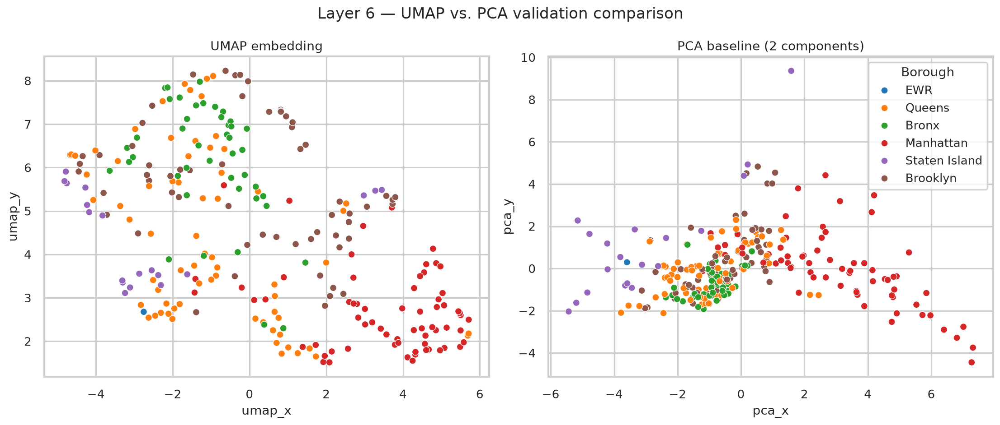 Layer 6 — UMAP vs. PCA validation comparison
UMAP embedding
8
7
6
5
4
3
2
umap_y
−4
−2
0
2
4
6
umap_x
PCA baseline (2 components)
10
8
6
4
2
0
−2
−4
pca_y
−6
−4
−2
0
2
4
6
pca_x
Borough
EWR
Queens
Bronx
Manhattan
Staten Island
Brooklyn